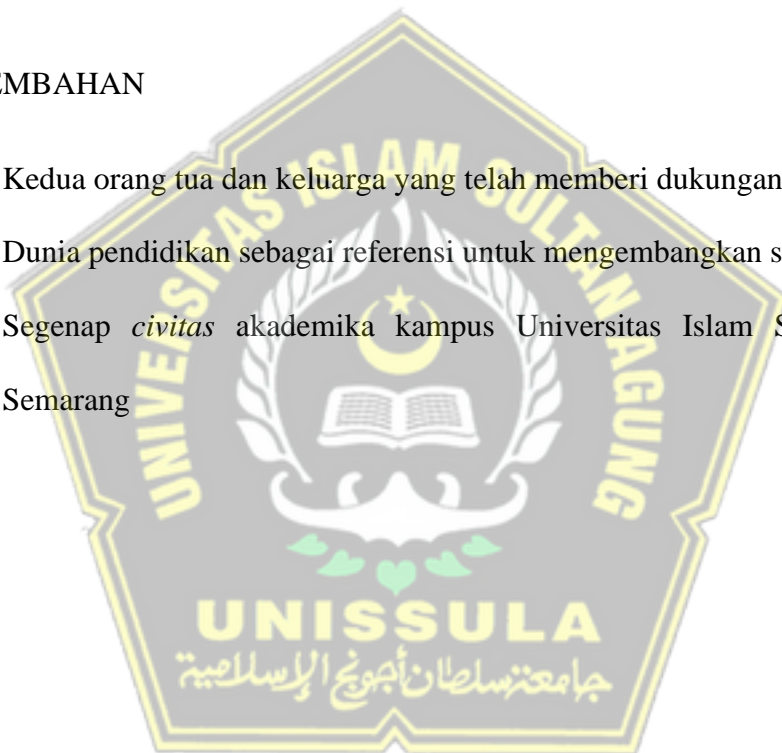 EMBAHAN
Kedua orang tua dan keluarga yang telah memberi dukungan
Dunia pendidikan sebagai referensi untuk mengembangkan s
Segenap civitas akademika kampus Universitas Islam S
Semarang
UNIVERSITAS ISLAM SULTAN AGUNG
UNISSULA
جامعة سلطان أجونج الإسلامية